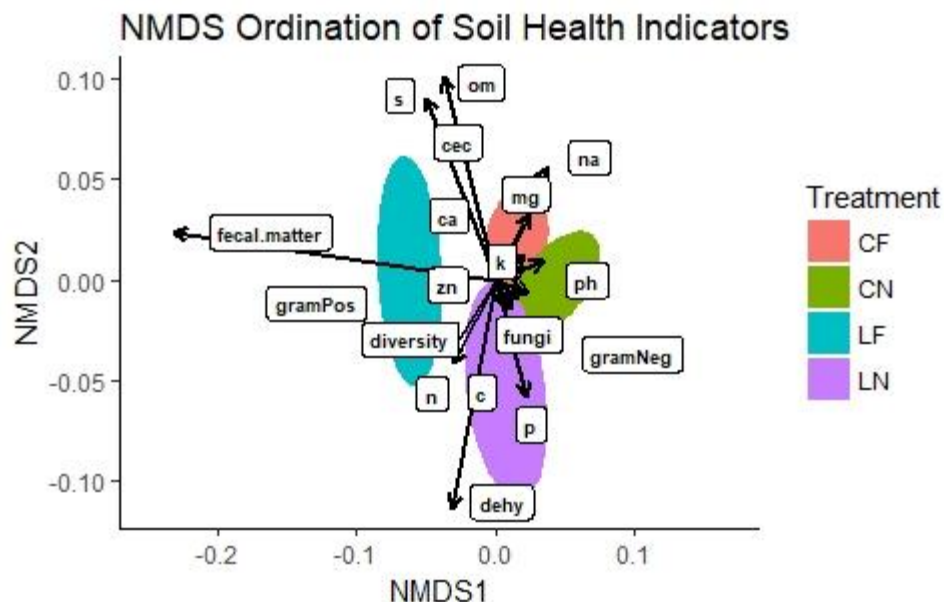 NMDS Ordination of Soil Health Indicators
0.10
0.05
0.00
-0.05
-0.10
NMDS2
om
s
cec
na
mg
ca
fecal.matter
k
zn
ph
gramPos
diversity
fungi
gramNeg
n
c
p
dehy
-0.2
-0.1
0.0
0.1
NMDS1
Treatment
CF
CN
LF
LN